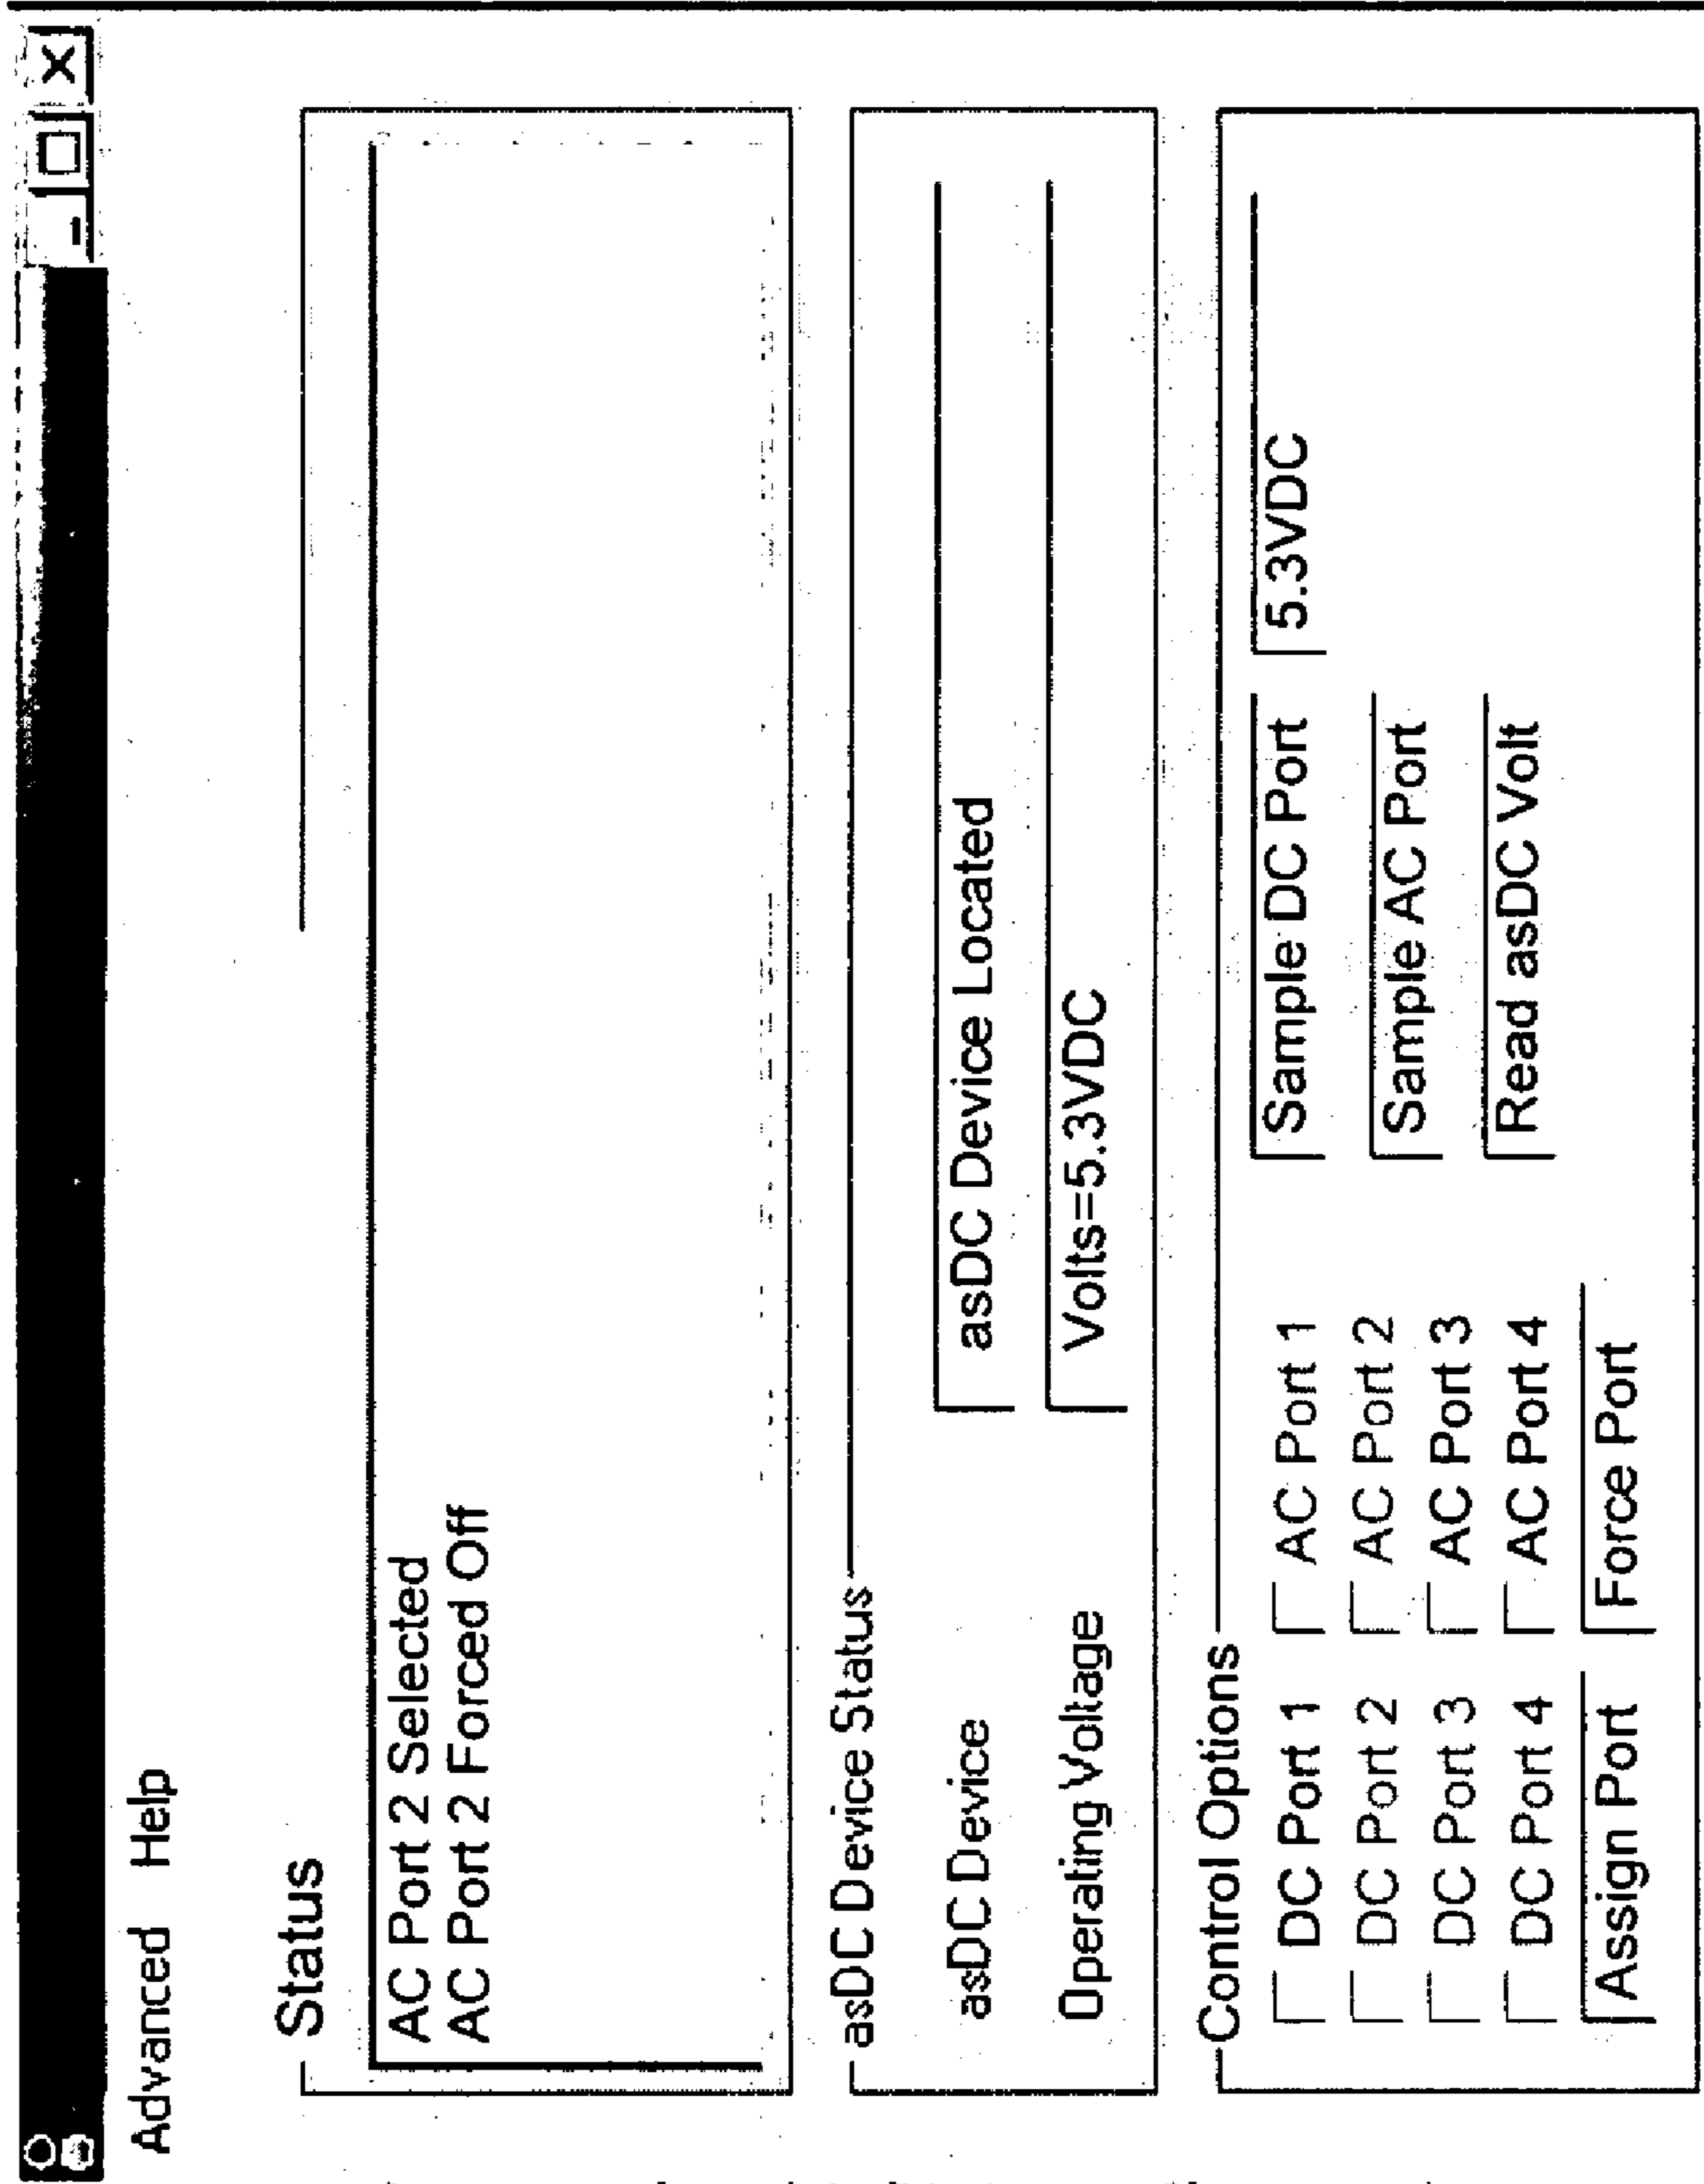 Advanced Help
Status
AC Port 2 Selected
AC Port 2 Forced Off
asDC Device Status
asDC Device
asDC Device Located
Operating Voltage
Volts=5.3VDC
Control Options
DC Port 1 AC Port 1 Sample DC Port 5.3VDC
DC Port 2 AC Port 2 Sample AC Port
DC Port 3 AC Port 3 Read asDC Volt
DC Port 4 AC Port 4
Assign Port Force Port